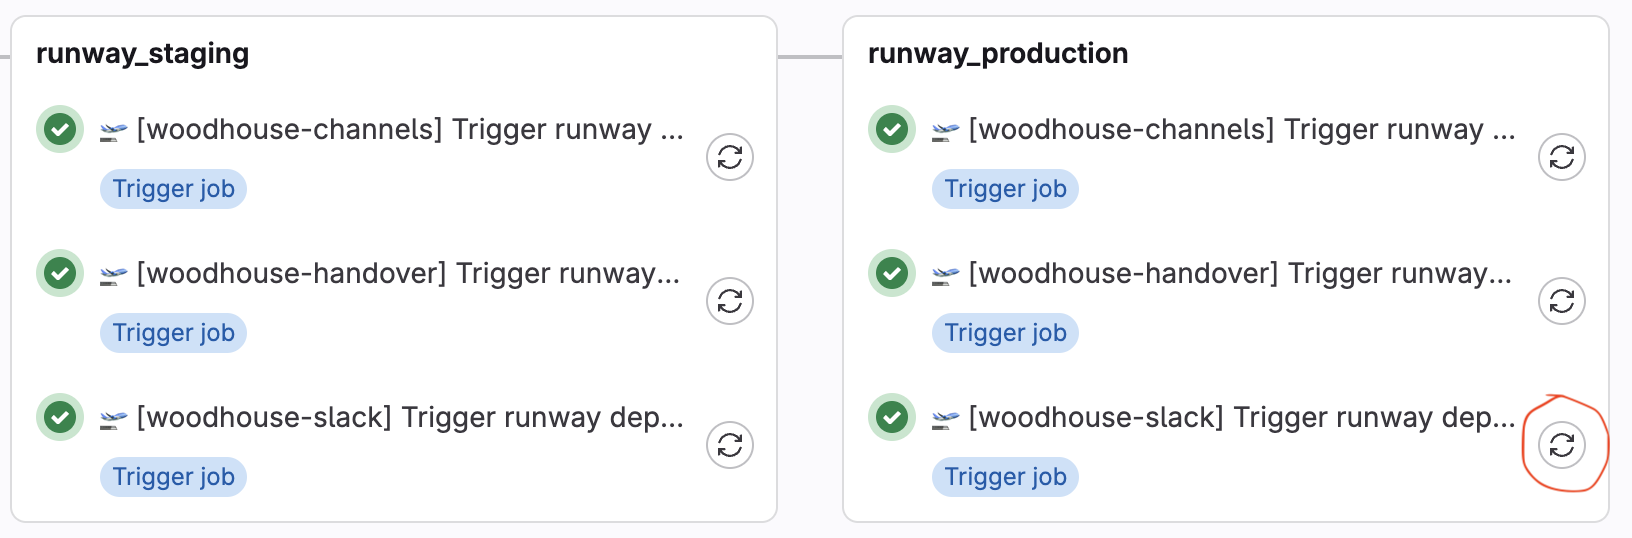 runway_staging
[woodhouse-channels] Trigger runway ...
Trigger job
[woodhouse-handover] Trigger runway...
Trigger job
[woodhouse-slack] Trigger runway dep...
Trigger job
runway_production
[woodhouse-channels] Trigger runway ...
Trigger job
[woodhouse-handover] Trigger runway...
Trigger job
[woodhouse-slack] Trigger runway dep...
Trigger job